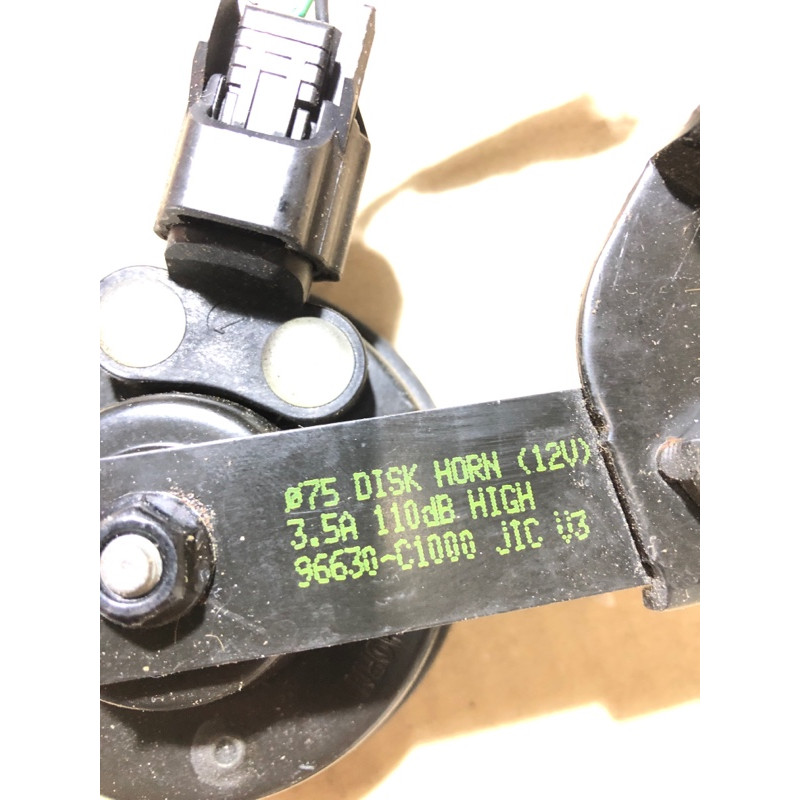 ø75 DISK HORN (12V)
3.5A 110dB HIGH
96630-C1000 JIC V3